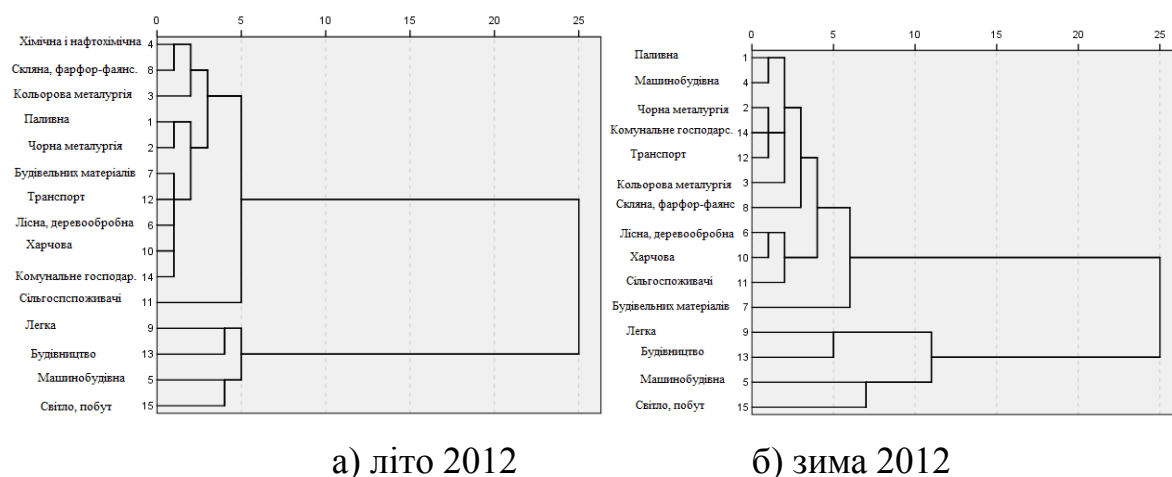 0 5 10 15 20 25
Хімічна і нафтохімічна 4
Скляна, фарфор-фаянс. 8
Кольорова металургія 3
Паливна 1
Чорна металургія 2
Будівельних матеріалів 7
Транспорт 12
Лісна, деревообробна 6
Харчова 10
Комунальне господар. 14
Сільгоспспоживачі 11
Легка 9
Будівництво 13
Машинобудівна 5
Світло, побут 15
а) літо 2012
0 5 10 15 20 25
Паливна 1
Машинобудівна 4
Чорна металургія 2
Комунальне господарс. 14
Транспорт 12
Кольорова металургія 3
Скляна, фарфор-фаянс 8
Лісна, деревообробна 6
Харчова 10
Сільгоспоживачі 11
Будівельних матеріалів 7
Легка 9
Будівництво 13
Машинобудівна 5
Світло, побут 15
б) зима 2012